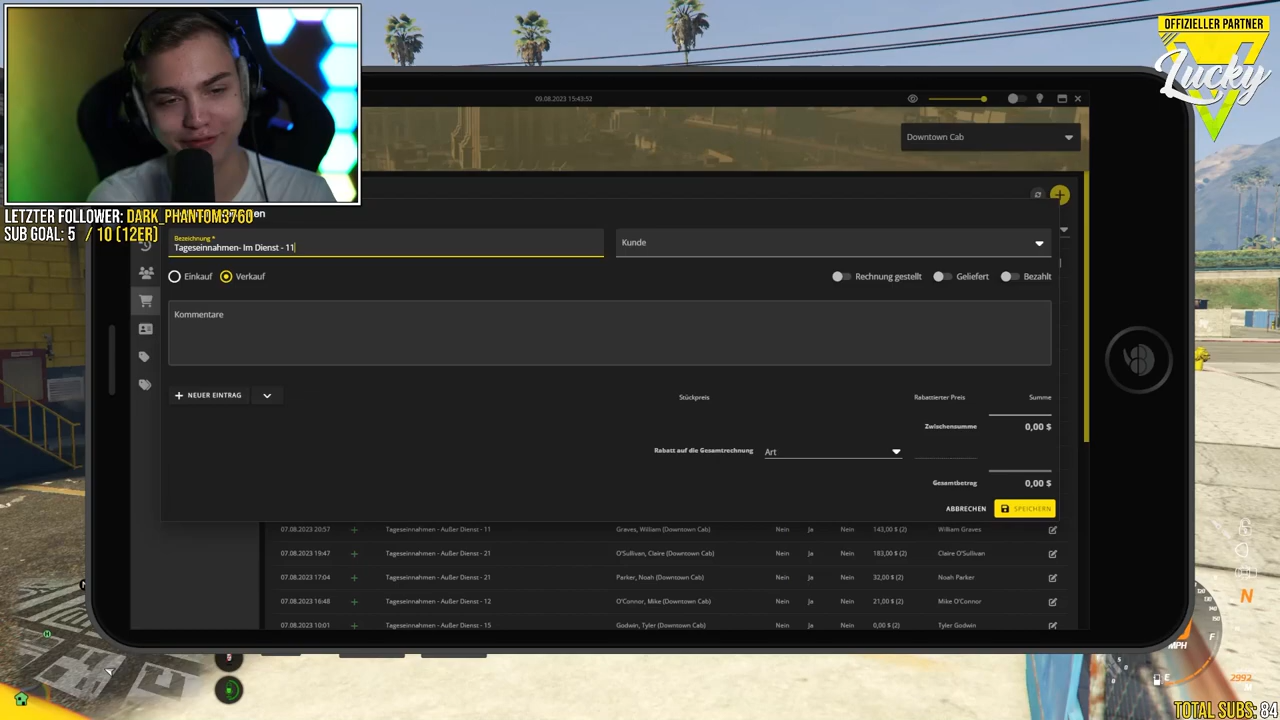 OFFIZIELLER PARTNER
Lucky
09.08.2023 15:43:52
Downtown Cab
LETZTER FOLLOWER: DARK_PHANTOM3760
SUB GOAL: 5 / 10 (12ER)
Bezeichnung *
Tageseinnahmen- Im Dienst - 11
Kunde
Einkauf
Verkauf
Rechnung gestellt
Geliefert
Bezahlt
Kommentare
NEUER EINTRAG
Stückpreis
Rabattierter Preis
Summe
Zwischensumme
0,00 $
Rabatt auf die Gesamtrechnung
Art
Gesamtbetrag
0,00 $
ABBRECHEN
SPEICHERN
07.08.2023 20:57 + Tageseinnahmen - Außer Dienst - 11 Graves, William (Downtown Cab) Nein Ja Nein 143,00 $ (2) William Graves
07.08.2023 19:47 + Tageseinnahmen - Außer Dienst - 21 O'Sullivan, Claire (Downtown Cab) Nein Ja Nein 183,00 $ (2) Claire O'Sullivan
07.08.2023 17:04 + Tageseinnahmen - Außer Dienst - 21 Parker, Noah (Downtown Cab) Nein Ja Nein 32,00 $ (2) Noah Parker
07.08.2023 16:48 + Tageseinnahmen - Außer Dienst - 12 O'Connor, Mike (Downtown Cab) Nein Ja Nein 21,00 $ (2) Mike O'Connor
07.08.2023 10:01 + Tageseinnahmen - Außer Dienst - 15 Godwin, Tyler (Downtown Cab) Nein Ja Nein 0,00 $ (2) Tyler Godwin
N
MPH
F
E
2992
TOTAL SUBS: 84